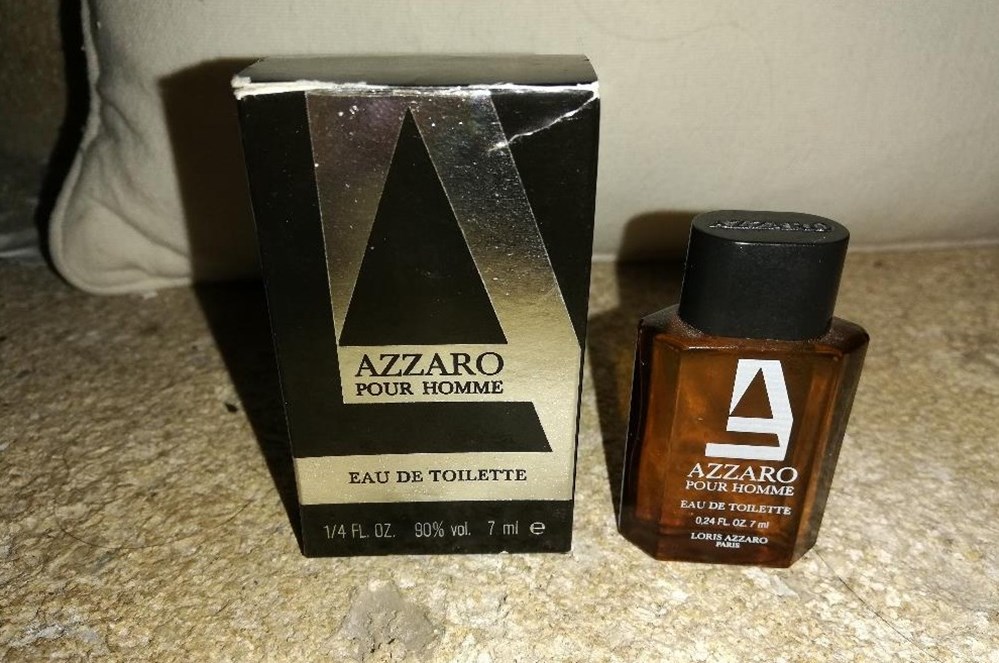 AZZARO
POUR HOMME
EAU DE TOILETTE
1/4 FL. OZ. 90% vol. 7 ml ℮
AZZARO
AZZARO
POUR HOMME
EAU DE TOILETTE
0,24 FL. OZ. 7 ml
LORIS AZZARO
PARIS